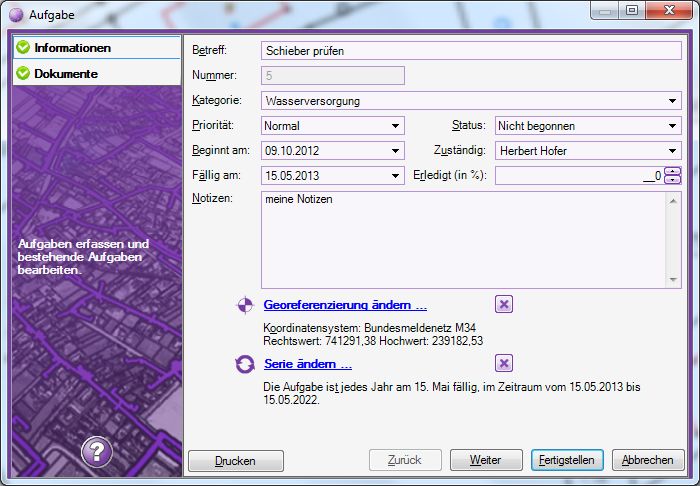 Aufgabe
Informationen
Dokumente
Aufgaben erfassen und
bestehende Aufgaben
bearbeiten.
?
Betreff: Schieber prüfen
Nummer: 5
Kategorie: Wasserversorgung
Priorität: Normal Status: Nicht begonnen
Beginnt am: 09.10.2012 Zuständig: Herbert Hofer
Fällig am: 15.05.2013 Erledigt (in %): __0
Notizen: meine Notizen
Georeferenzierung ändern ...
Koordinatensystem: Bundesmeldenetz M34
Rechtswert: 741291,38 Hochwert: 239182,53
Serie ändern ...
Die Aufgabe ist jedes Jahr am 15. Mai fällig, im Zeitraum vom 15.05.2013 bis
15.05.2022.
Drucken Zurück Weiter Fertigstellen Abbrechen